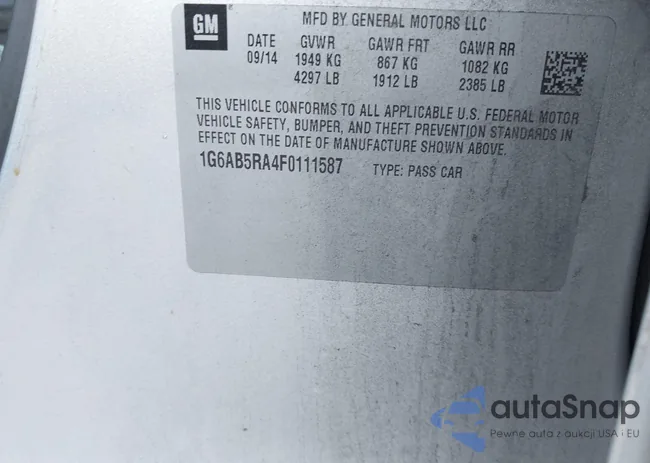 GM
MFD BY GENERAL MOTORS LLC
DATE GVWR GAWR FRT GAWR RR
09/14 1949 KG 867 KG 1082 KG
4297 LB 1912 LB 2385 LB
THIS VEHICLE CONFORMS TO ALL APPLICABLE U.S. FEDERAL MOTOR
VEHICLE SAFETY, BUMPER, AND THEFT PREVENTION STANDARDS IN
EFFECT ON THE DATE OF MANUFACTURE SHOWN ABOVE.
1G6AB5RA4F0111587 TYPE: PASS CAR
autaSnap
Pewne auta z aukcji USA i EU